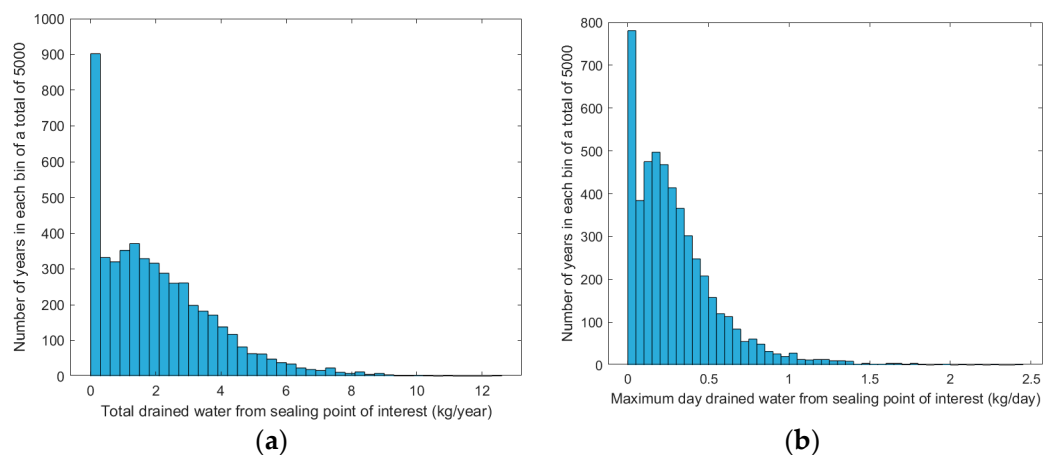 Number of years in each bin of a total of 5000
1000
900
800
700
600
500
400
300
200
100
0
0 2 4 6 8 10 12
Total drained water from sealing point of interest (kg/year)
(a)
Number of years in each bin of a total of 5000
800
700
600
500
400
300
200
100
0
0 0.5 1 1.5 2 2.5
Maximum day drained water from sealing point of interest (kg/day)
(b)